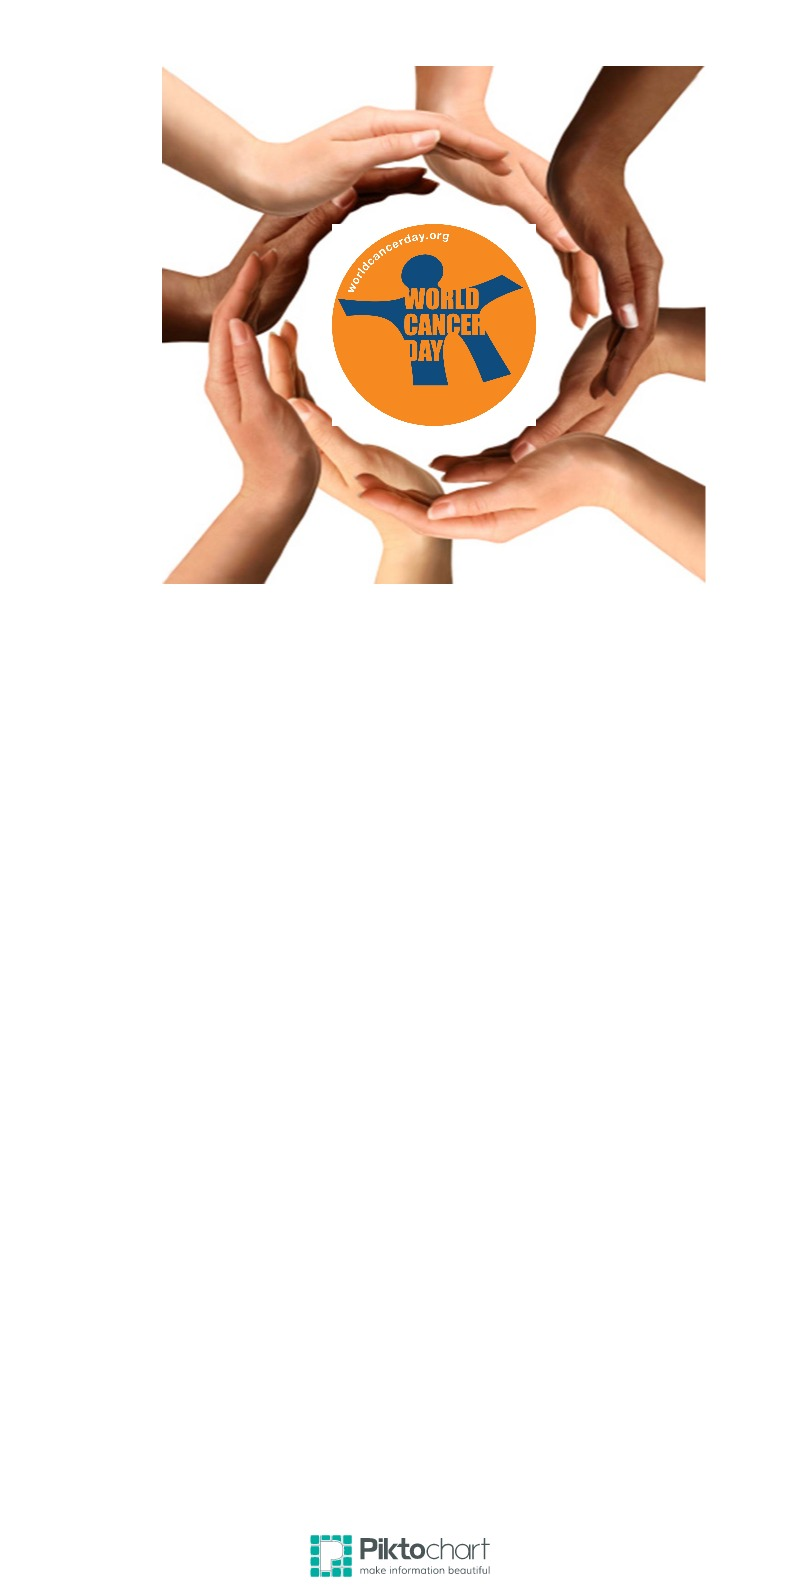 worldcancerday.org
WORLD
CANCER
DAY
Piktochart
make information beautiful